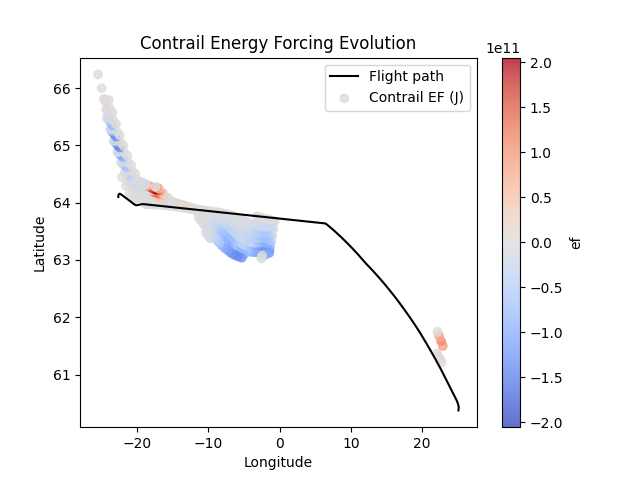 Contrail Energy Forcing Evolution
1e11
Flight path
Contrail EF (J)
66
65
64
63
62
61
Latitude
−20
−10
0
10
20
Longitude
2.0
1.5
1.0
0.5
0.0
−0.5
−1.0
−1.5
−2.0
ef